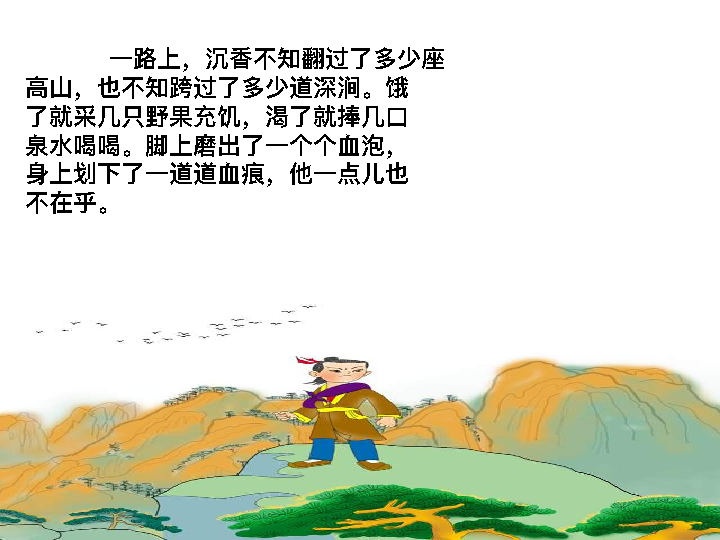 一路上，沉香不知翻过了多少座
高山，也不知跨过了多少道深涧。饿
了就采几只野果充饥，渴了就捧几口
泉水喝喝。脚上磨出了一个个血泡，
身上划下了一道道血痕，他一点儿也
不在乎。